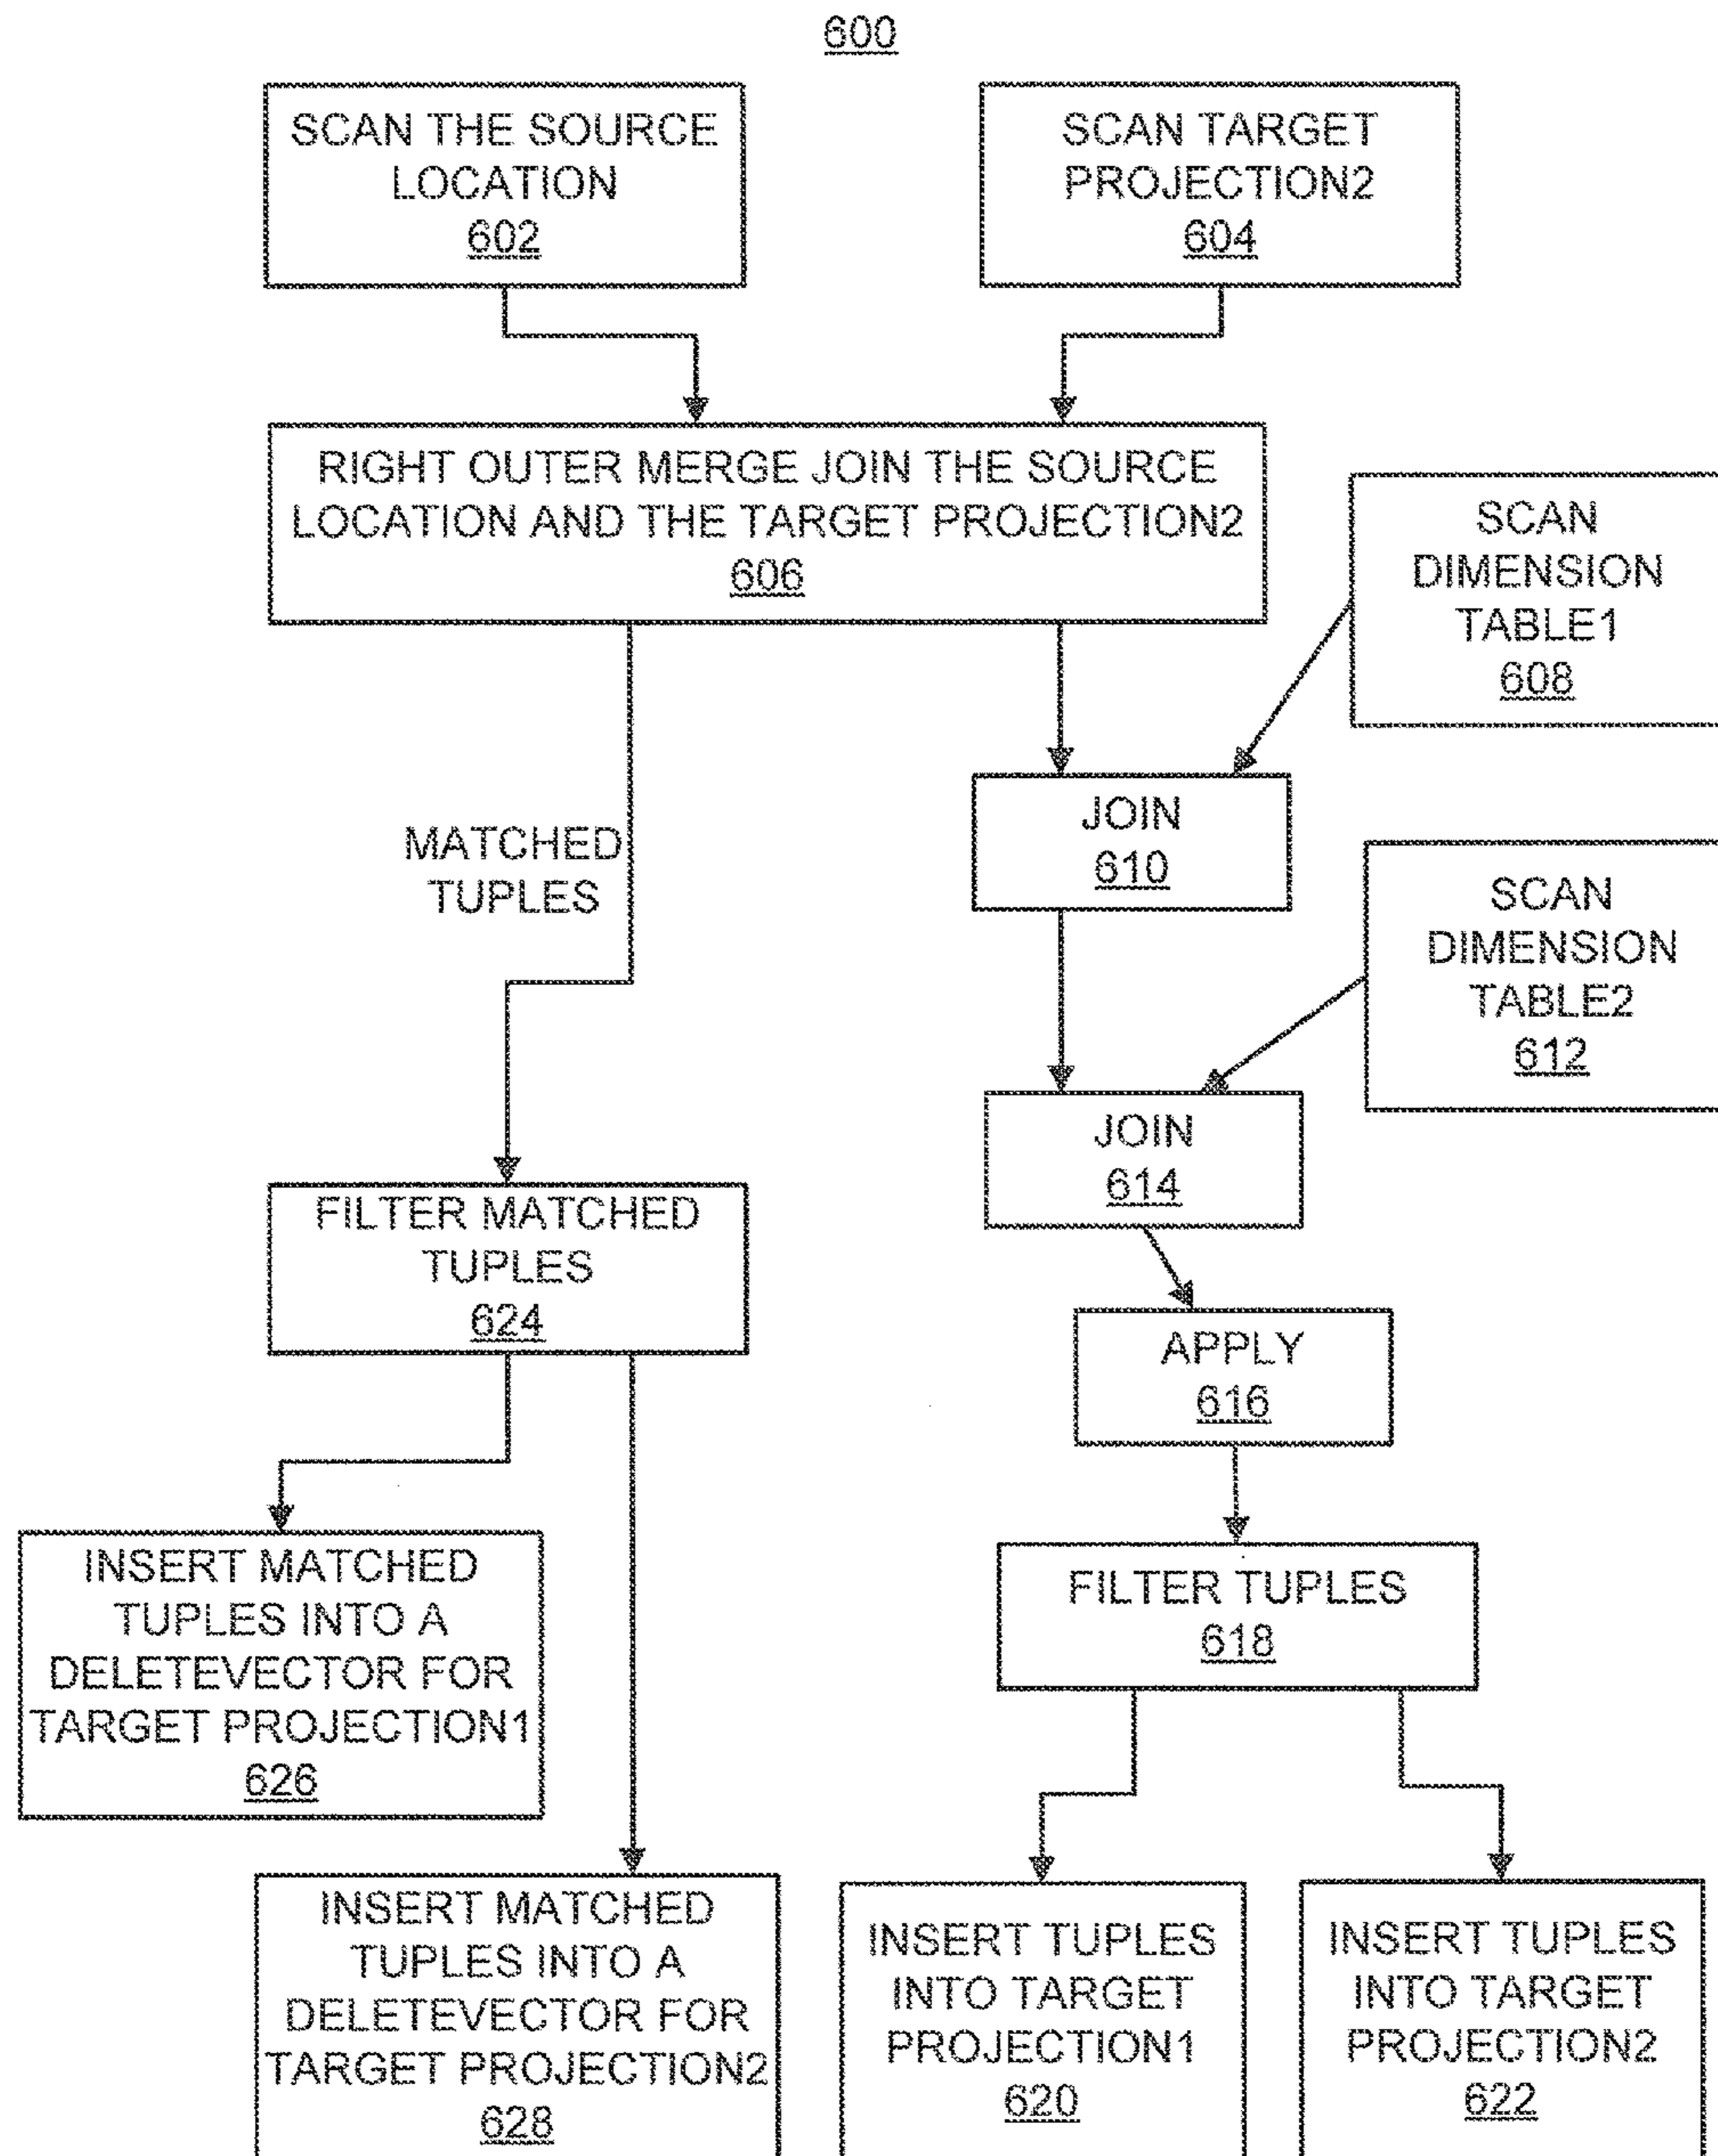 600
SCAN THE SOURCE
LOCATION
602
SCAN TARGET
PROJECTION2
604
RIGHT OUTER MERGE JOIN THE SOURCE
LOCATION AND THE TARGET PROJECTION2
606
SCAN
DIMENSION
TABLE1
608
JOIN
610
MATCHED
TUPLES
SCAN
DIMENSION
TABLE2
612
JOIN
614
FILTER MATCHED
TUPLES
624
APPLY
616
FILTER TUPLES
618
INSERT MATCHED
TUPLES INTO A
DELETEVECTOR FOR
TARGET PROJECTION1
626
INSERT MATCHED
TUPLES INTO A
DELETEVECTOR FOR
TARGET PROJECTION2
628
INSERT TUPLES
INTO TARGET
PROJECTION1
620
INSERT TUPLES
INTO TARGET
PROJECTION2
622